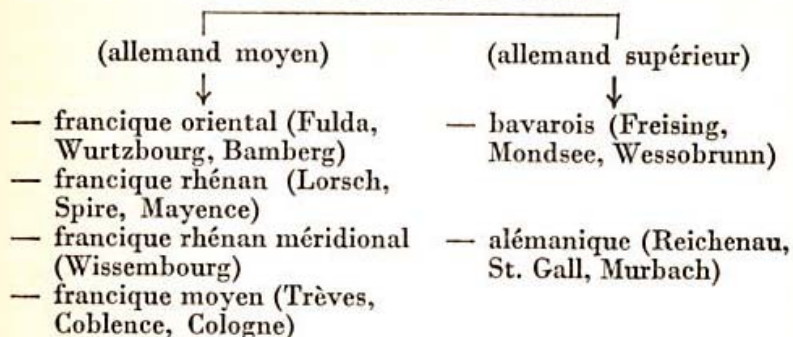 (allemand moyen)
— francique oriental (Fulda,
Wurtzbourg, Bamberg)
— francique rhénan (Lorsch,
Spire, Mayence)
— francique rhénan méridional
(Wissembourg)
— francique moyen (Trèves,
Coblence, Cologne)
(allemand supérieur)
— bavarois (Freising,
Mondsee, Wessobrunn)
— alémanique (Reichenau,
St. Gall, Murbach)